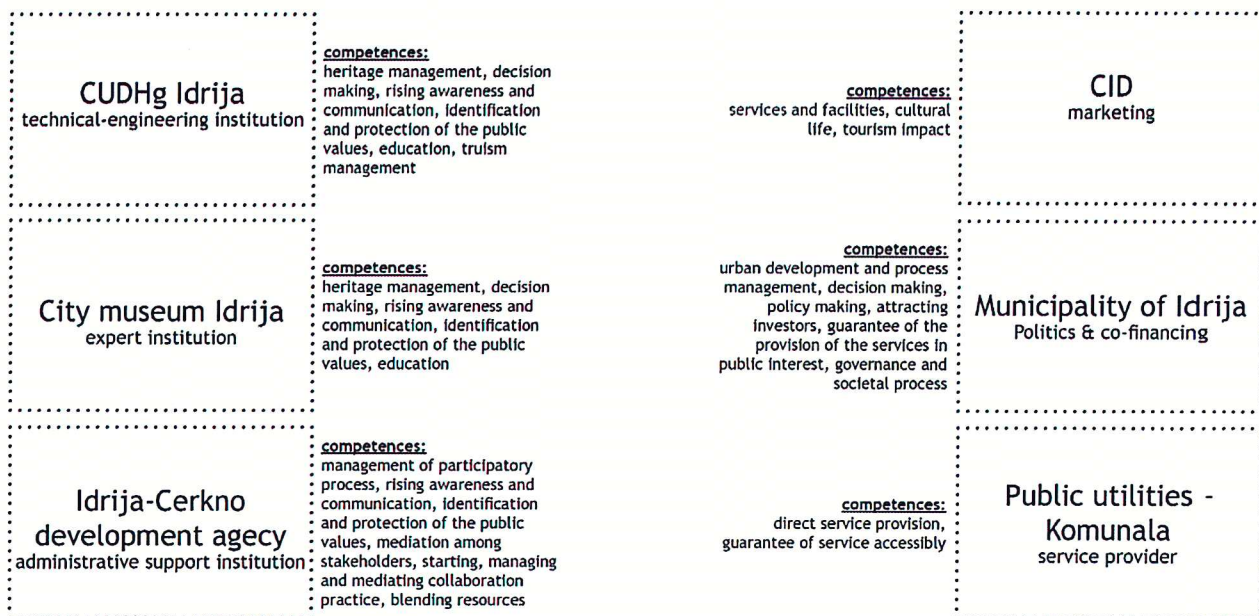 CUDHg Idrija
technical-engineering institution
competences:
heritage management, decision
making, rising awareness and
communication, identification
and protection of the public
values, education, truism
management
competences:
services and facilities, cultural
life, tourism impact
CID
marketing
City museum Idrija
expert institution
competences:
heritage management, decision
making, rising awareness and
communication, identification
and protection of the public
values, education
competences:
urban development and process
management, decision making,
policy making, attracting
investors, guarantee of the
provision of the services in
public interest, governance and
societal process
Municipality of Idrija
Politics & co-financing
Idrija-Cerkno
development agecy
administrative support institution
competences:
management of participatory
process, rising awareness and
communication, identification
and protection of the public
values, mediation among
stakeholders, starting, managing
and mediating collaboration
practice, blending resources
competences:
direct service provision,
guarantee of service accessibly
Public utilities -
Komunala
service provider